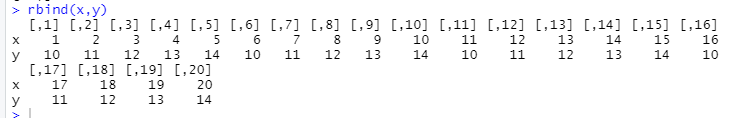 > rbind(x,y)
[,1] [,2] [,3] [,4] [,5] [,6] [,7] [,8] [,9] [,10] [,11] [,12] [,13] [,14] [,15] [,16]
x 1 2 3 4 5 6 7 8 9 10 11 12 13 14 15 16
y 10 11 12 13 14 10 11 12 13 14 10 11 12 13 14 10
[,17] [,18] [,19] [,20]
x 17 18 19 20
y 11 12 13 14
>